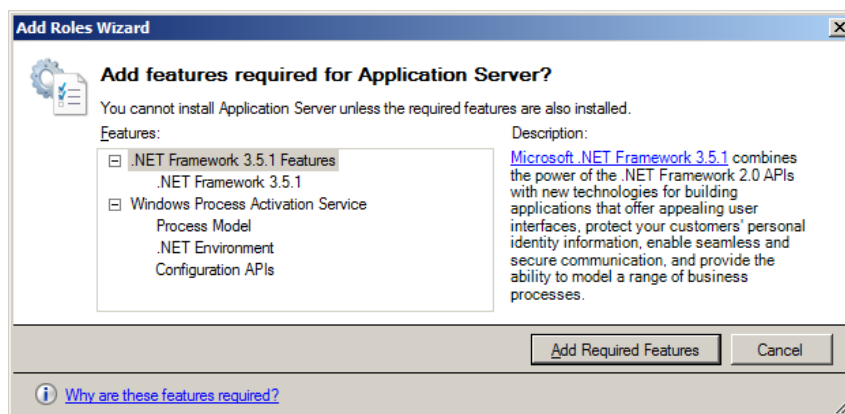 Add Roles Wizard
Add features required for Application Server?
You cannot install Application Server unless the required features are also installed.
Features:
.NET Framework 3.5.1 Features
.NET Framework 3.5.1
Windows Process Activation Service
Process Model
.NET Environment
Configuration APIs
Description:
Microsoft .NET Framework 3.5.1 combines
the power of the .NET Framework 2.0 APIs
with new technologies for building
applications that offer appealing user
interfaces, protect your customers' personal
identity information, enable seamless and
secure communication, and provide the
ability to model a range of business
processes.
Add Required Features
Cancel
Why are these features required?